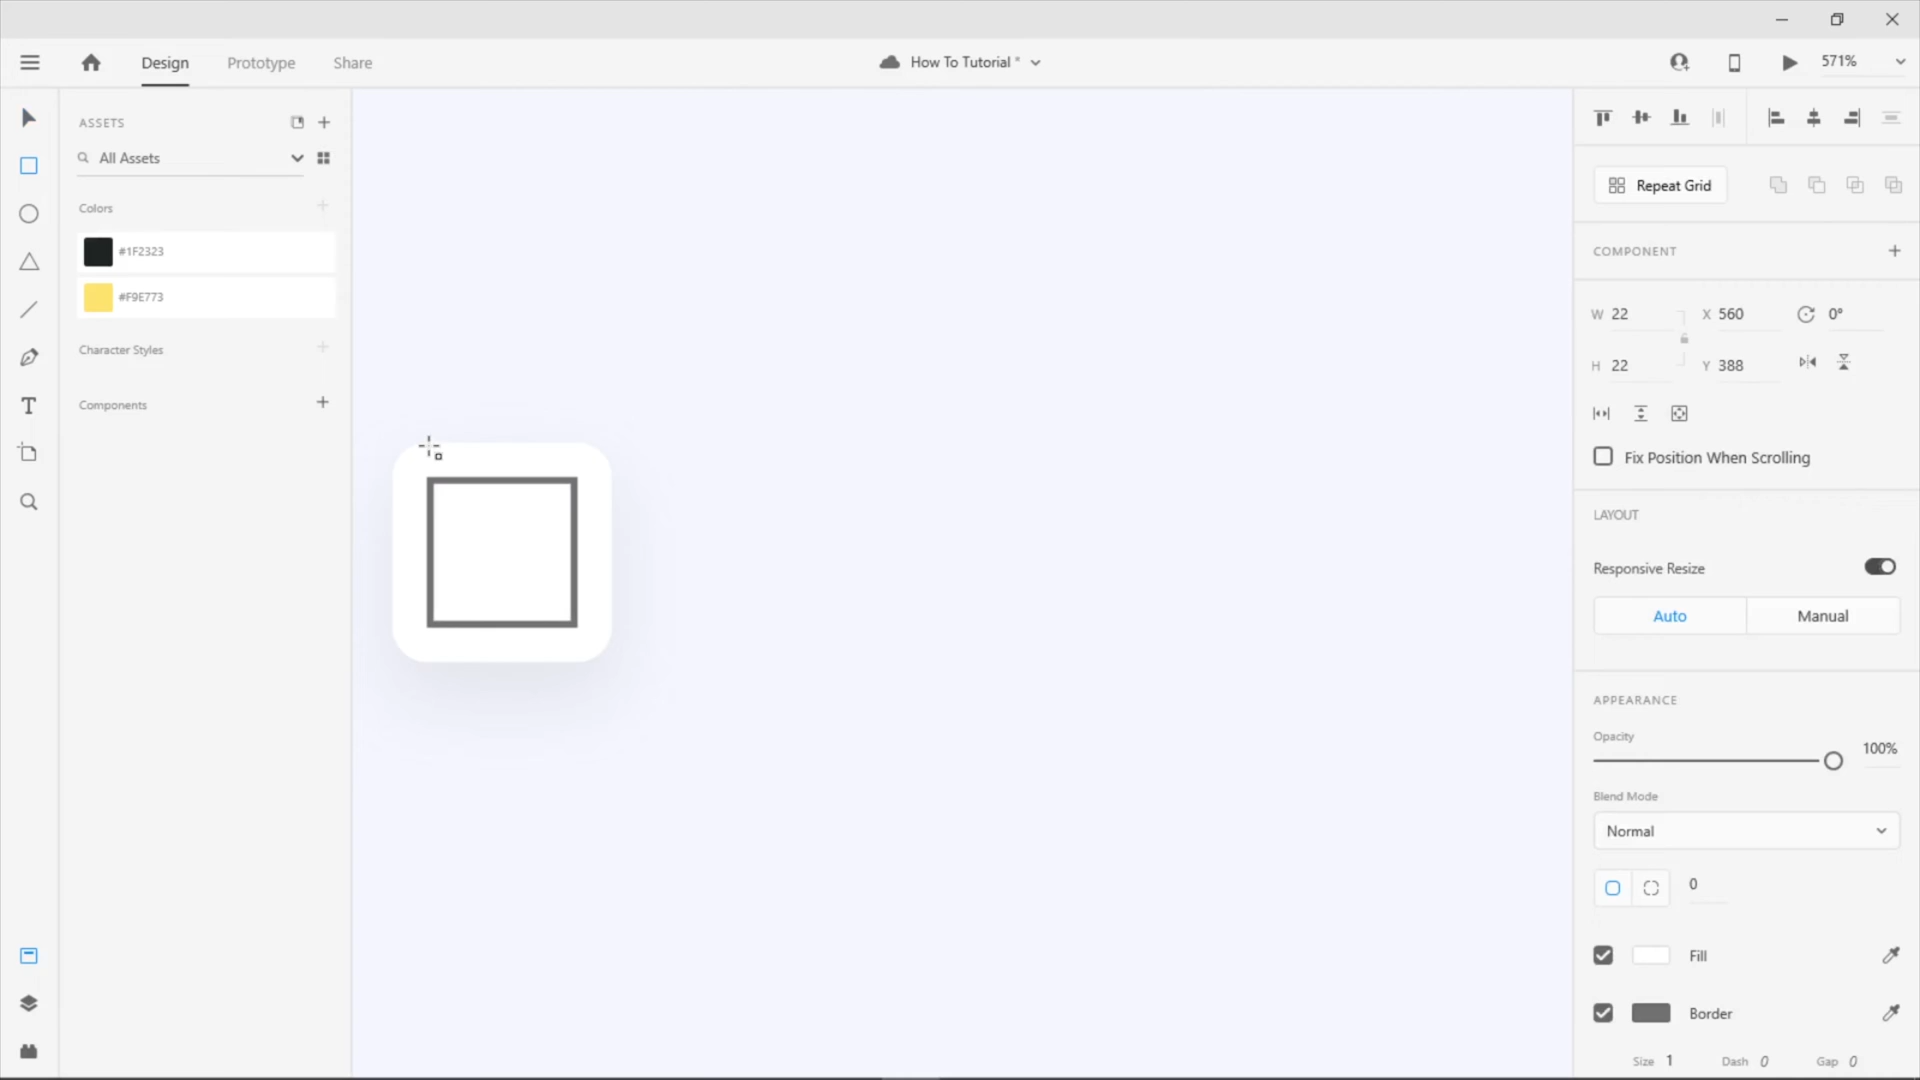 Design Prototype Share
How To Tutorial *
571%
ASSETS
All Assets
Colors
#1F2323
#F9E773
Character Styles
Components
Repeat Grid
COMPONENT
W 22 X 560 0°
H 22 Y 388
Fix Position When Scrolling
LAYOUT
Responsive Resize
Auto Manual
APPEARANCE
Opacity
100%
Blend Mode
Normal
0
Fill
Border
Size 1 Dash 0 Gap 0